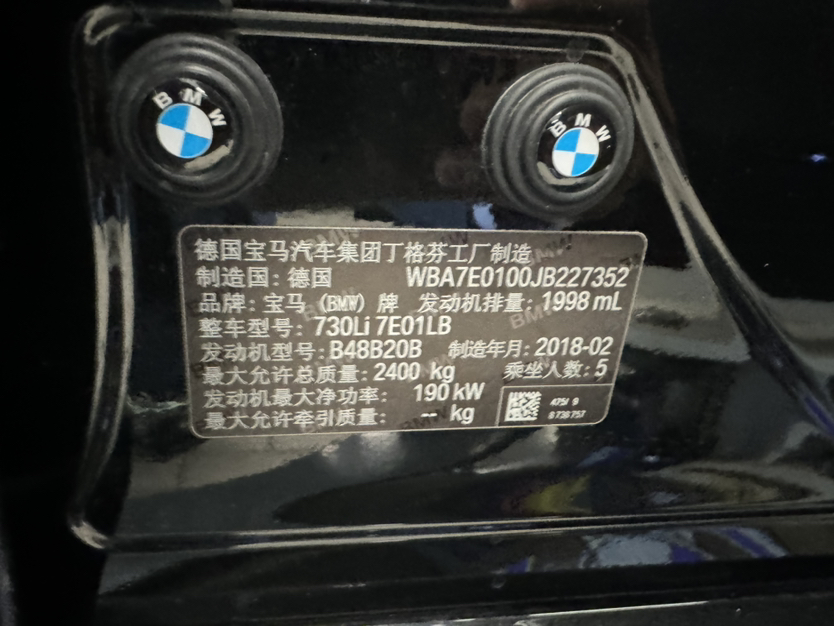 BMW
BMW
德国宝马汽车集团丁格芬工厂制造
制造国：德国 WBA7E0100JB227352
品牌：宝马（BMW）牌 发动机排量：1998 mL
整车型号：730Li 7E01LB
发动机型号：B48B20B 制造年月：2018-02
最大允许总质量：2400 kg 乘坐人数：5
发动机最大净功率： 190 kW
最大允许牵引质量： -- kg
475/ 9
8738757